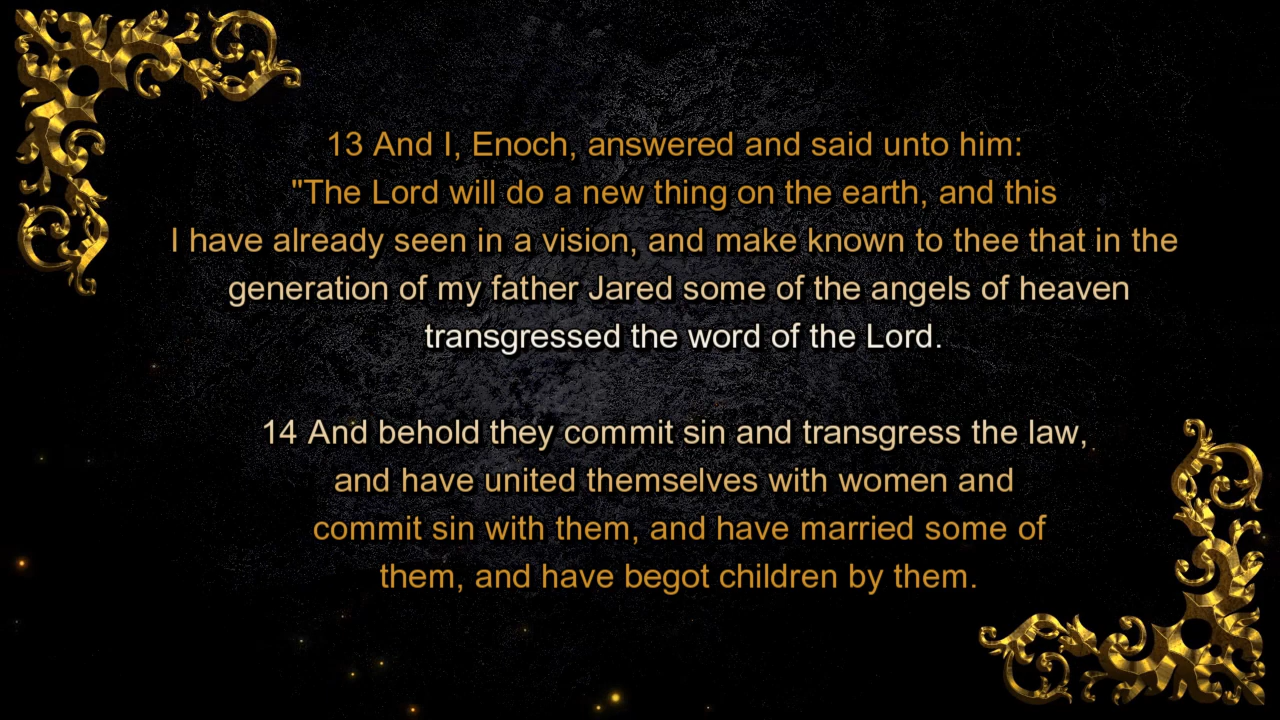 13 And I, Enoch, answered and said unto him:
"The Lord will do a new thing on the earth, and this
I have already seen in a vision, and make known to thee that in the
generation of my father Jared some of the angels of heaven
transgressed the word of the Lord.
14 And behold they commit sin and transgress the law,
and have united themselves with women and
commit sin with them, and have married some of
them, and have begot children by them.